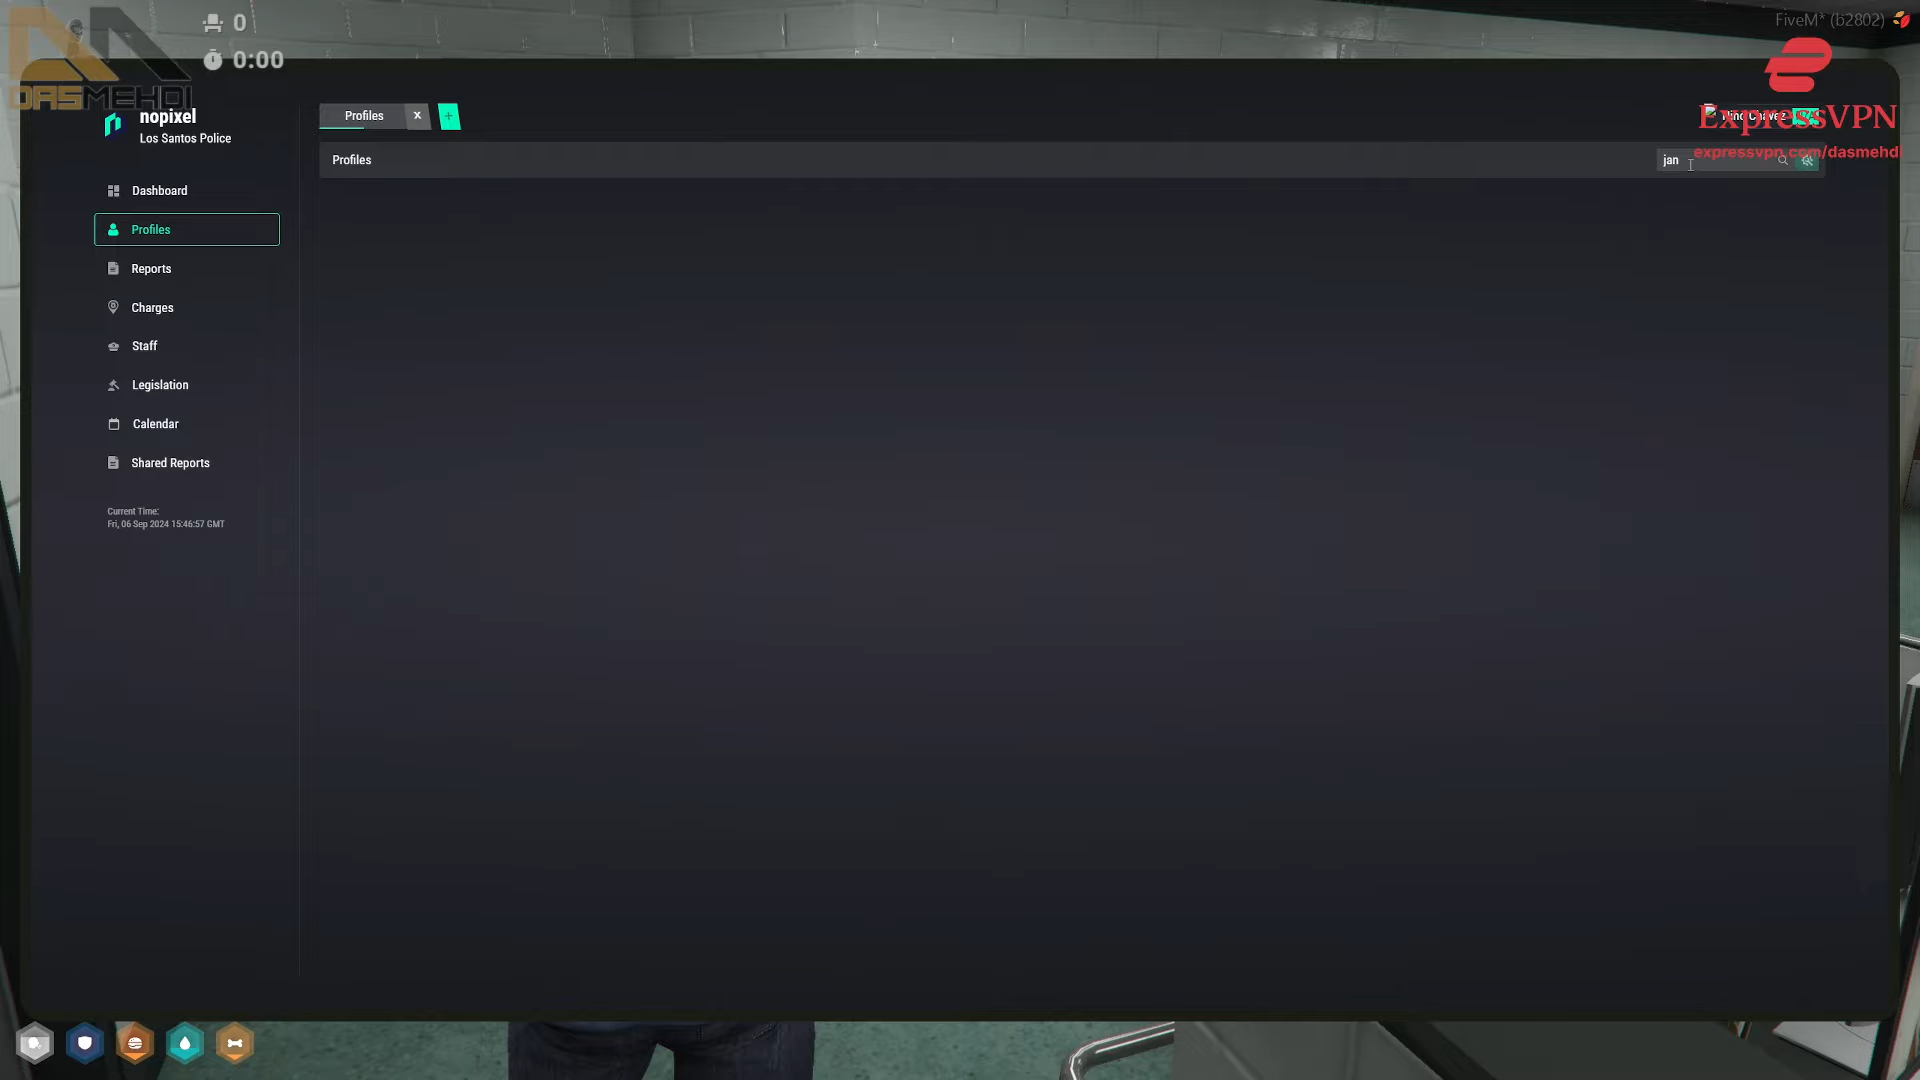 0
FiveM* (b2802)
0:00
DASMEHDI
nopixel
Los Santos Police
Profiles
x
+
ExpressVPN
expressvpn.com/dasmehdi
Profiles
jan
Dashboard
Profiles
Reports
Charges
Staff
Legislation
Calendar
Shared Reports
Current Time:
Fri, 06 Sep 2024 15:46:57 GMT